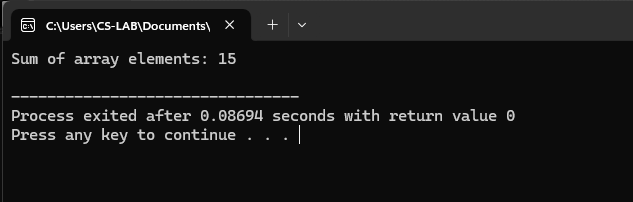 C:\Users\CS-LAB\Documents\
Sum of array elements: 15
--------------------------------
Process exited after 0.08694 seconds with return value 0
Press any key to continue . . .